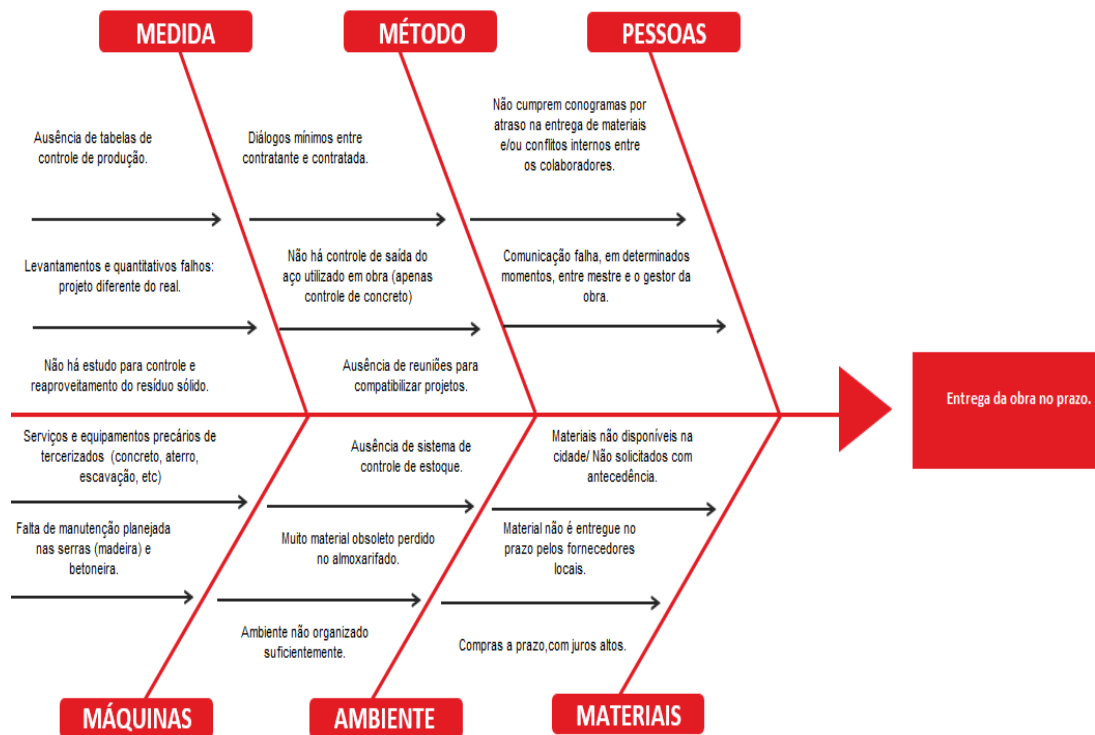 MEDIDA
MÉTODO
PESSOAS
Ausência de tabelas de
controle de produção.
Levantamentos e quantitativos falhos:
projeto diferente do real.
Não há estudo para controle e
reaproveitamento do resíduo sólido.
Diálogos mínimos entre
contratante e contratada.
Não há controle de saída do
aço utilizado em obra (apenas
controle de concreto)
Ausência de reuniões para
compatibilizar projetos.
Não cumprem conogramas por
atraso na entrega de materiais
e/ou conflitos internos entre
os colaboradores.
Comunicação falha, em determinados
momentos, entre mestre e o gestor da
obra.
Entrega da obra no prazo.
Serviços e equipamentos precários de
tercerizados (concreto, aterro,
escavação, etc)
Falta de manutenção planejada
nas serras (madeira) e
betoneira.
Ausência de sistema de
controle de estoque.
Muito material obsoleto perdido
no almoxarifado.
Ambiente não organizado
suficientemente.
Materiais não disponíveis na
cidade/ Não solicitados com
antecedência.
Material não é entregue no
prazo pelos fornecedores
locais.
Compras a prazo,com juros altos.
MÁQUINAS
AMBIENTE
MATERIAIS